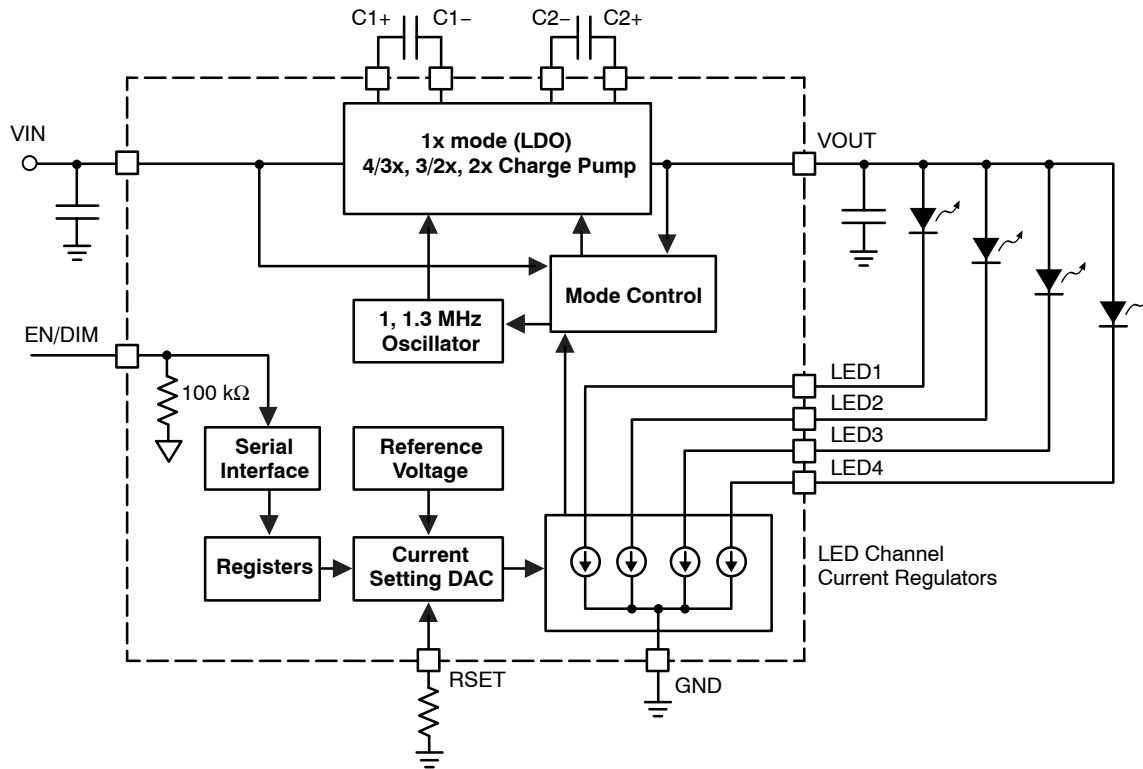 C1+ C1− C2− C2+
VIN
1x mode (LDO)
4/3x, 3/2x, 2x Charge Pump
VOUT
Mode Control
1, 1.3 MHz
Oscillator
EN/DIM
100 kΩ
LED1
LED2
LED3
LED4
Serial
Interface
Reference
Voltage
Registers
Current
Setting DAC
LED Channel
Current Regulators
RSET
GND